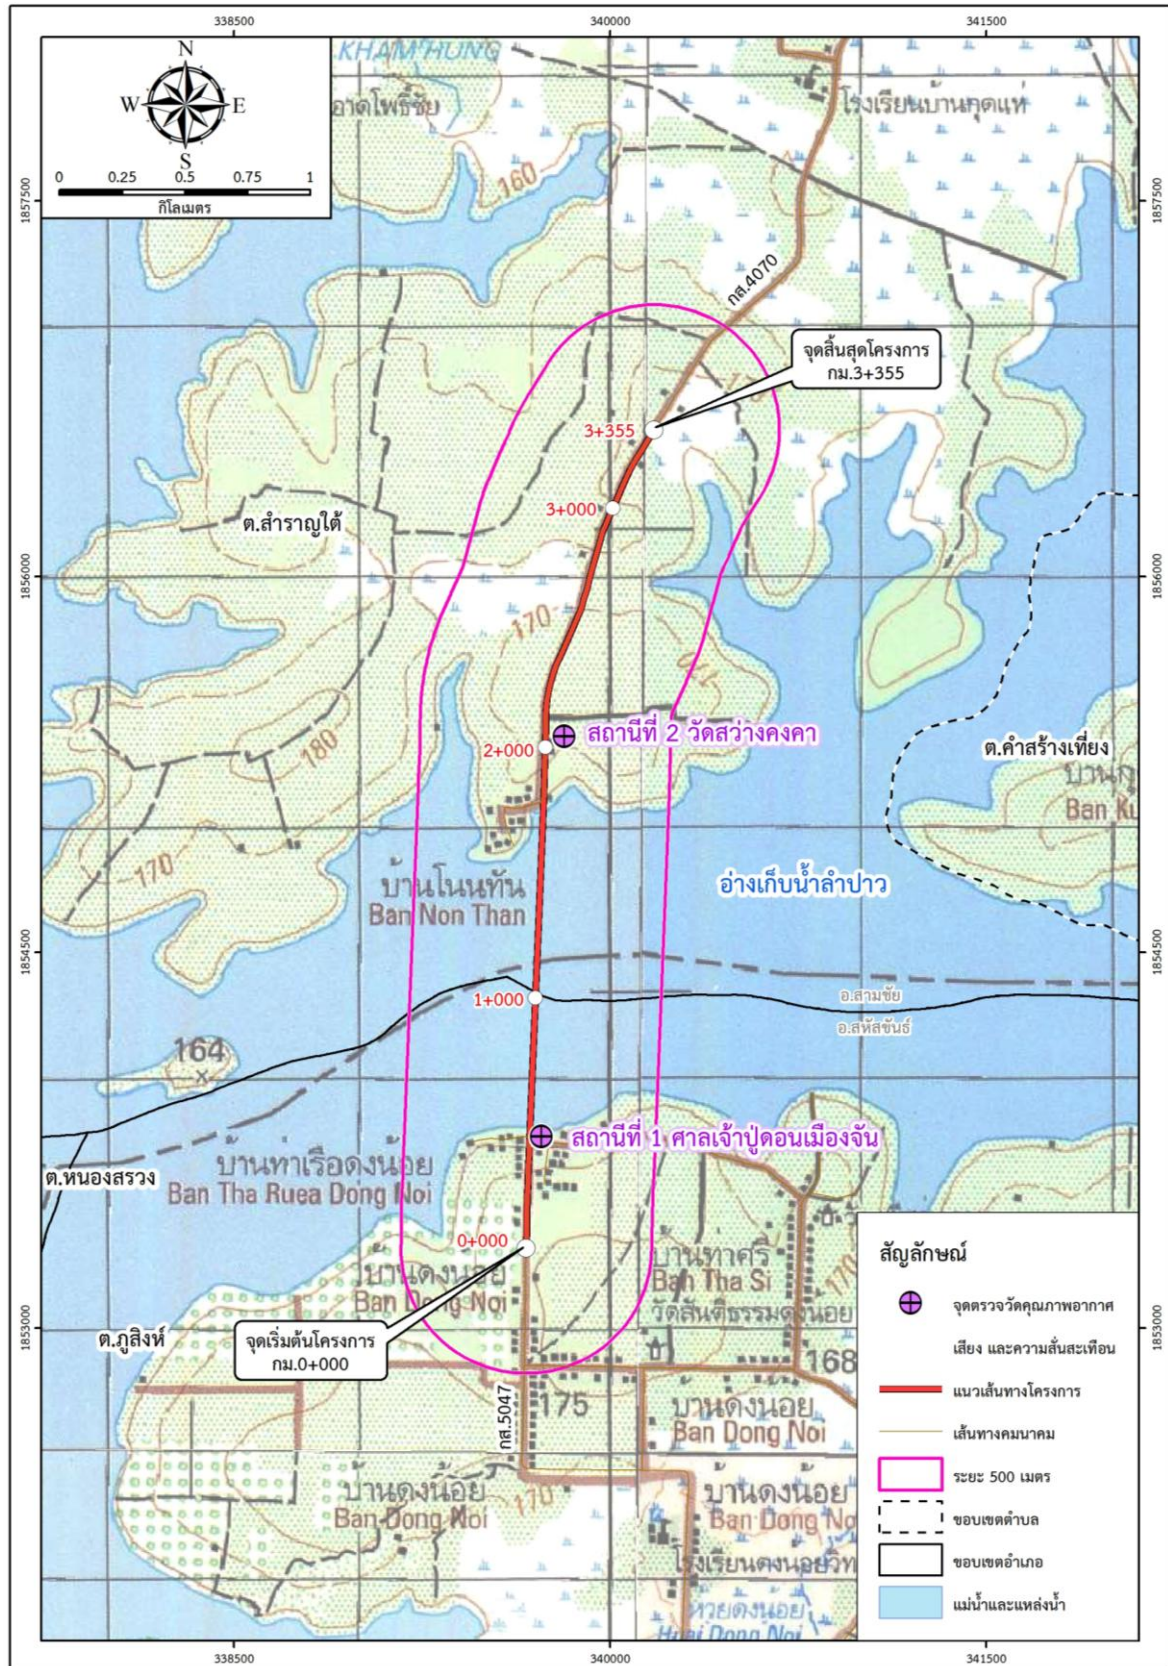 338500
340000
341500
N
W
E
S
0
0.25
0.5
0.75
1
กิโลเมตร
KHAM HUNG
อาดโพธิ์ชัย
โรงเรียนบ้านกุดแห่
160
1857500
1857500
กส.4070
จุดสิ้นสุดโครงการ
กม.3+355
3+355
3+000
ต.สำราญใต้
1856000
1856000
170
170
สถานีที่ 2 วัดสว่างคงคา
2+000
180
ต.คำสร้างเที่ยง
Ban Ku
170
บ้านโนนทัน
Ban Non Than
อ่างเก็บน้ำลำปาว
1854500
1854500
1+000
อ.สามชัย
อ.สหัสขันธ์
164
สถานีที่ 1 ศาลเจ้าปู่ดอนเมืองจัน
บ้านท่าเรือดงน้อย
Ban Tha Ruea Dong Noi
ต.หนองสรวง
0+000
บ้านดงน้อย
Ban Dong Noi
บ้านท่าศรี
Ban Tha Si
วัดสันติธรรมดงน้อย
170
1853000
1853000
ต.ภูสิงห์
จุดเริ่มต้นโครงการ
กม.0+000
168
กส.5047
175
บ้านดงน้อย
Ban Dong Noi
บ้านดงน้อย
Ban Dong Noi
170
บ้านดงน้อย
Ban Dong No
โรงเรียนดงน้อยวิท
ห้วยดงน้อย
Huai Dong Noi
สัญลักษณ์
จุดตรวจวัดคุณภาพอากาศ
เสียง และความสั่นสะเทือน
แนวเส้นทางโครงการ
เส้นทางคมนาคม
ระยะ 500 เมตร
ขอบเขตตำบล
ขอบเขตอำเภอ
แม่น้ำและแหล่งน้ำ
338500
340000
341500